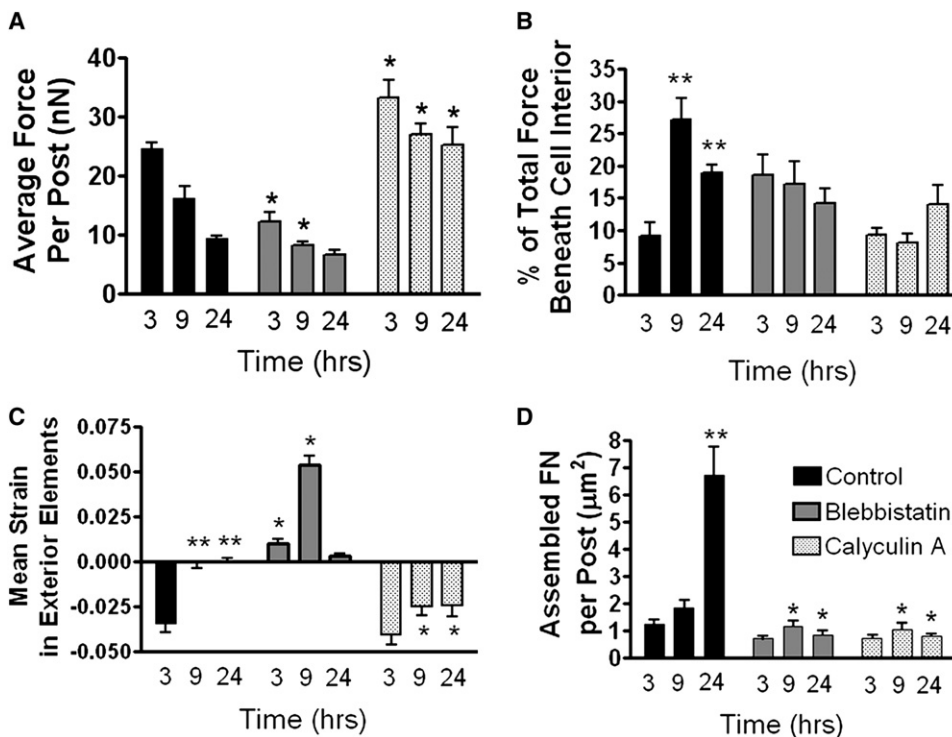 A
Average Force
Per Post (nN)
40
30
20
10
0
* * * * *
3 9 24 3 9 24 3 9 24
Time (hrs)
B
% of Total Force
Beneath Cell Interior
35
30
25
20
15
10
5
0
** **
3 9 24 3 9 24 3 9 24
Time (hrs)
C
Mean Strain
in Exterior Elements
0.075
0.050
0.025
0.000
-0.025
-0.050
** ** * * * *
3 9 24 3 9 24 3 9 24
Time (hrs)
D
Assembled FN
per Post (μm²)
8
7
6
5
4
3
2
1
0
** * * * *
Control
Blebbistatin
Calyculin A
3 9 24 3 9 24 3 9 24
Time (hrs)